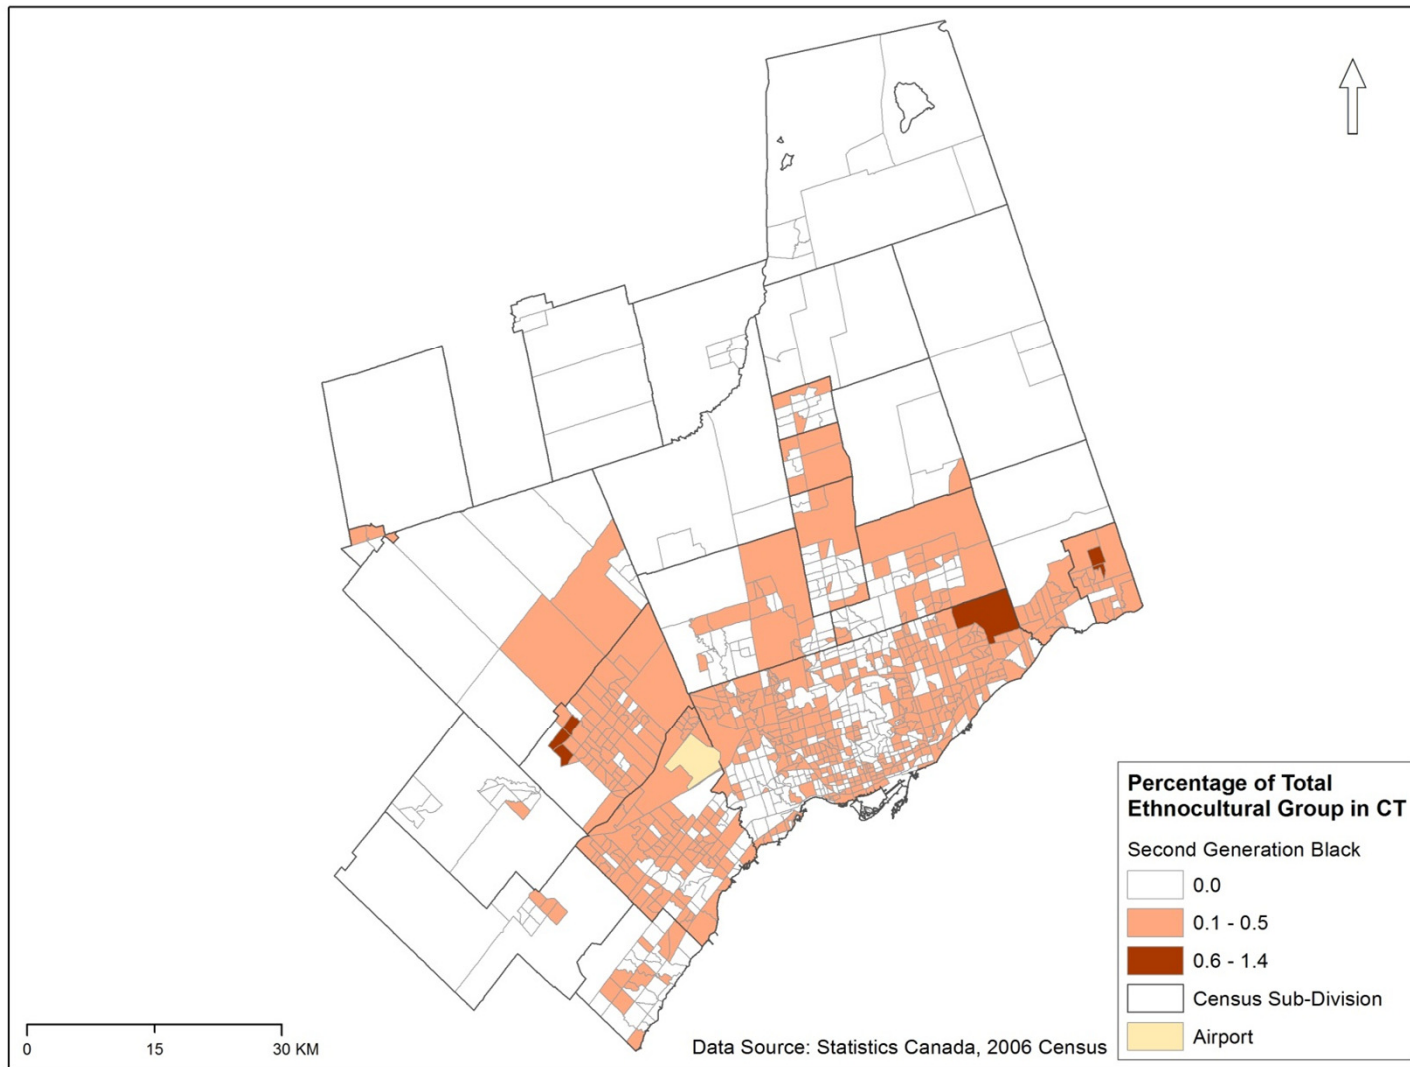 Percentage of Total
Ethnocultural Group in CT
Second Generation Black
0.0
0.1 - 0.5
0.6 - 1.4
Census Sub-Division
Airport
0 15 30 KM
Data Source: Statistics Canada, 2006 Census